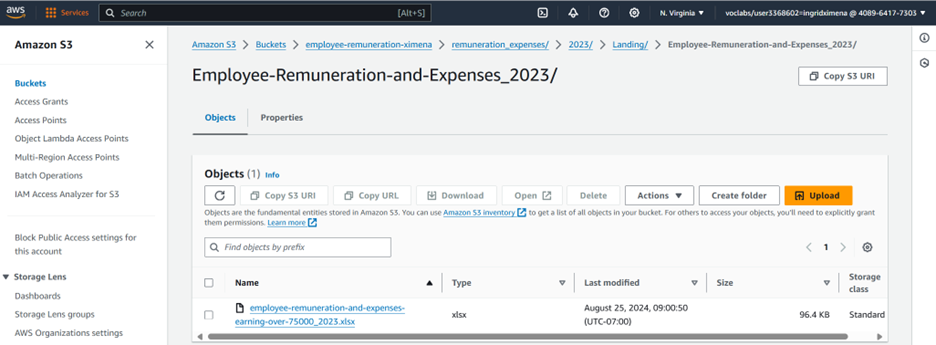 aws
Services
Search
[Alt+S]
N. Virginia
voclabs/user3368602=ingridximena @ 4089-6417-7303
Amazon S3
Buckets
Access Grants
Access Points
Object Lambda Access Points
Multi-Region Access Points
Batch Operations
IAM Access Analyzer for S3
Block Public Access settings for
this account
Storage Lens
Dashboards
Storage Lens groups
AWS Organizations settings
Amazon S3 > Buckets > employee-remuneration-ximena > remuneration_expenses/ > 2023/ > Landing/ > Employee-Remuneration-and-Expenses_2023/
Employee-Remuneration-and-Expenses_2023/
Copy S3 URI
Objects
Properties
Objects (1) Info
Copy S3 URI
Copy URL
Download
Open
Delete
Actions
Create folder
Upload
Objects are the fundamental entities stored in Amazon S3. You can use Amazon S3 inventory to get a list of all objects in your bucket. For others to access your objects, you'll need to explicitly grant
them permissions. Learn more
Find objects by prefix
1
Name
Type
Last modified
Size
Storage
class
employee-remuneration-and-expenses-
earning-over-75000_2023.xlsx
xlsx
August 25, 2024, 09:00:50
(UTC-07:00)
96.4 KB
Standard